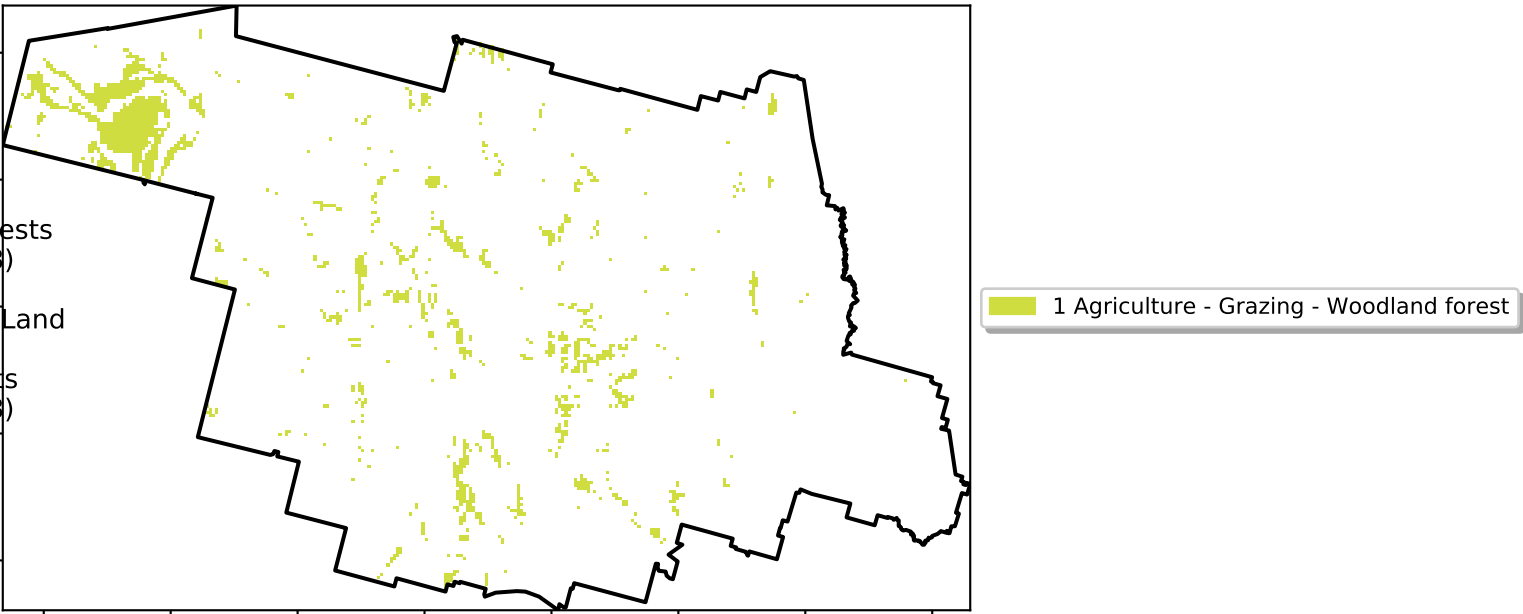 ests
)
Land
ts
)
1 Agriculture - Grazing - Woodland forest